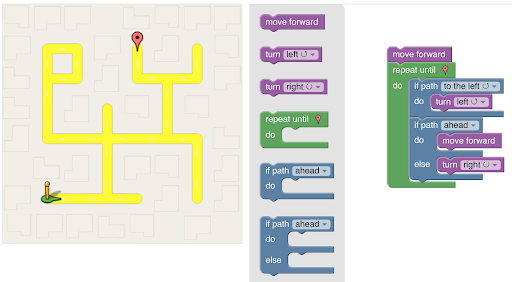 move forward
turn left ↺
turn right ↻
repeat until
do
if path ahead
do
if path ahead
do
else
move forward
repeat until
do
if path to the left ↺
do
turn left ↺
if path ahead
do
move forward
else
turn right ↻